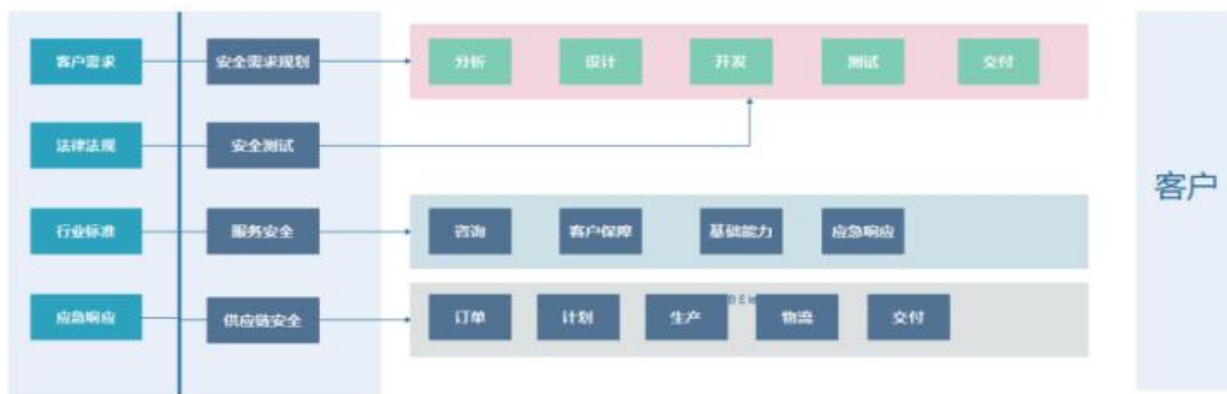 客户需求
安全需求规划
分析
设计
开发
测试
交付
法律法规
安全测试
客户
行业标准
服务安全
咨询
客户保障
基础能力
应急响应
应急响应
供应链安全
订单
计划
生产
物流
交付